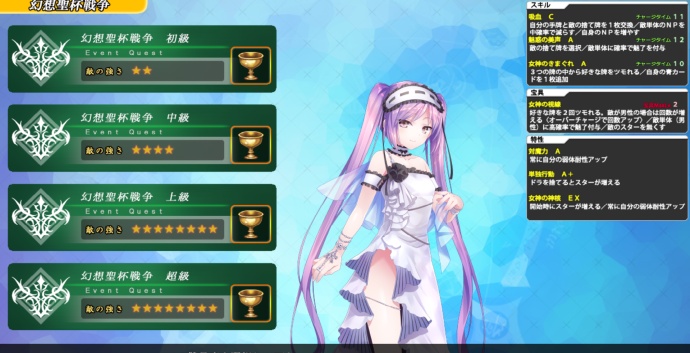 幻想聖杯戦争
幻想聖杯戦争 初級
Event Quest
敵の強さ ★★
幻想聖杯戦争 中級
Event Quest
敵の強さ ★★★★
幻想聖杯戦争 上級
Event Quest
敵の強さ ★★★★★★★★
幻想聖杯戦争 超級
Event Quest
敵の強さ ★★★★★★★★
スキル
吸血 C チャージタイム 11
自分の手牌と敵の捨て牌を1枚交換／敵単体のNPを
中確率で減らす／自身のNPを増やす
魅惑の美声 A チャージタイム 12
敵の捨て牌を選択／敵単体に確率で魅了を付与
女神のきまぐれ A チャージタイム 10
3つの牌の中から好きな牌をツモれる／自身の青カー
ドを1枚追加
宝具
女神の視線 2
好きな牌を2回ツモれる。敵が男性の場合は回数が増
える（オーバーチャージで回数アップ）／敵単体（男
性）に高確率で魅了付与／敵のスターを無くす
特性
対魔力 A
常に自分の弱体耐性アップ
単独行動 A+
ドラを捨てるとスターが増える
女神の神核 EX
開始時にスターが増える／常に自分の弱体耐性アップ